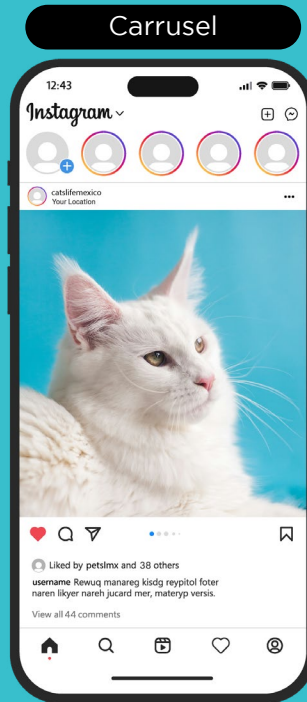 Carrusel
12:43
Instagram
catslifemexico
Your Location
Liked by petslmx and 38 others
username Rewuq manareg kisdg reypitol foter
naren likyer nareh jucard mer, materyp versis.
View all 44 comments